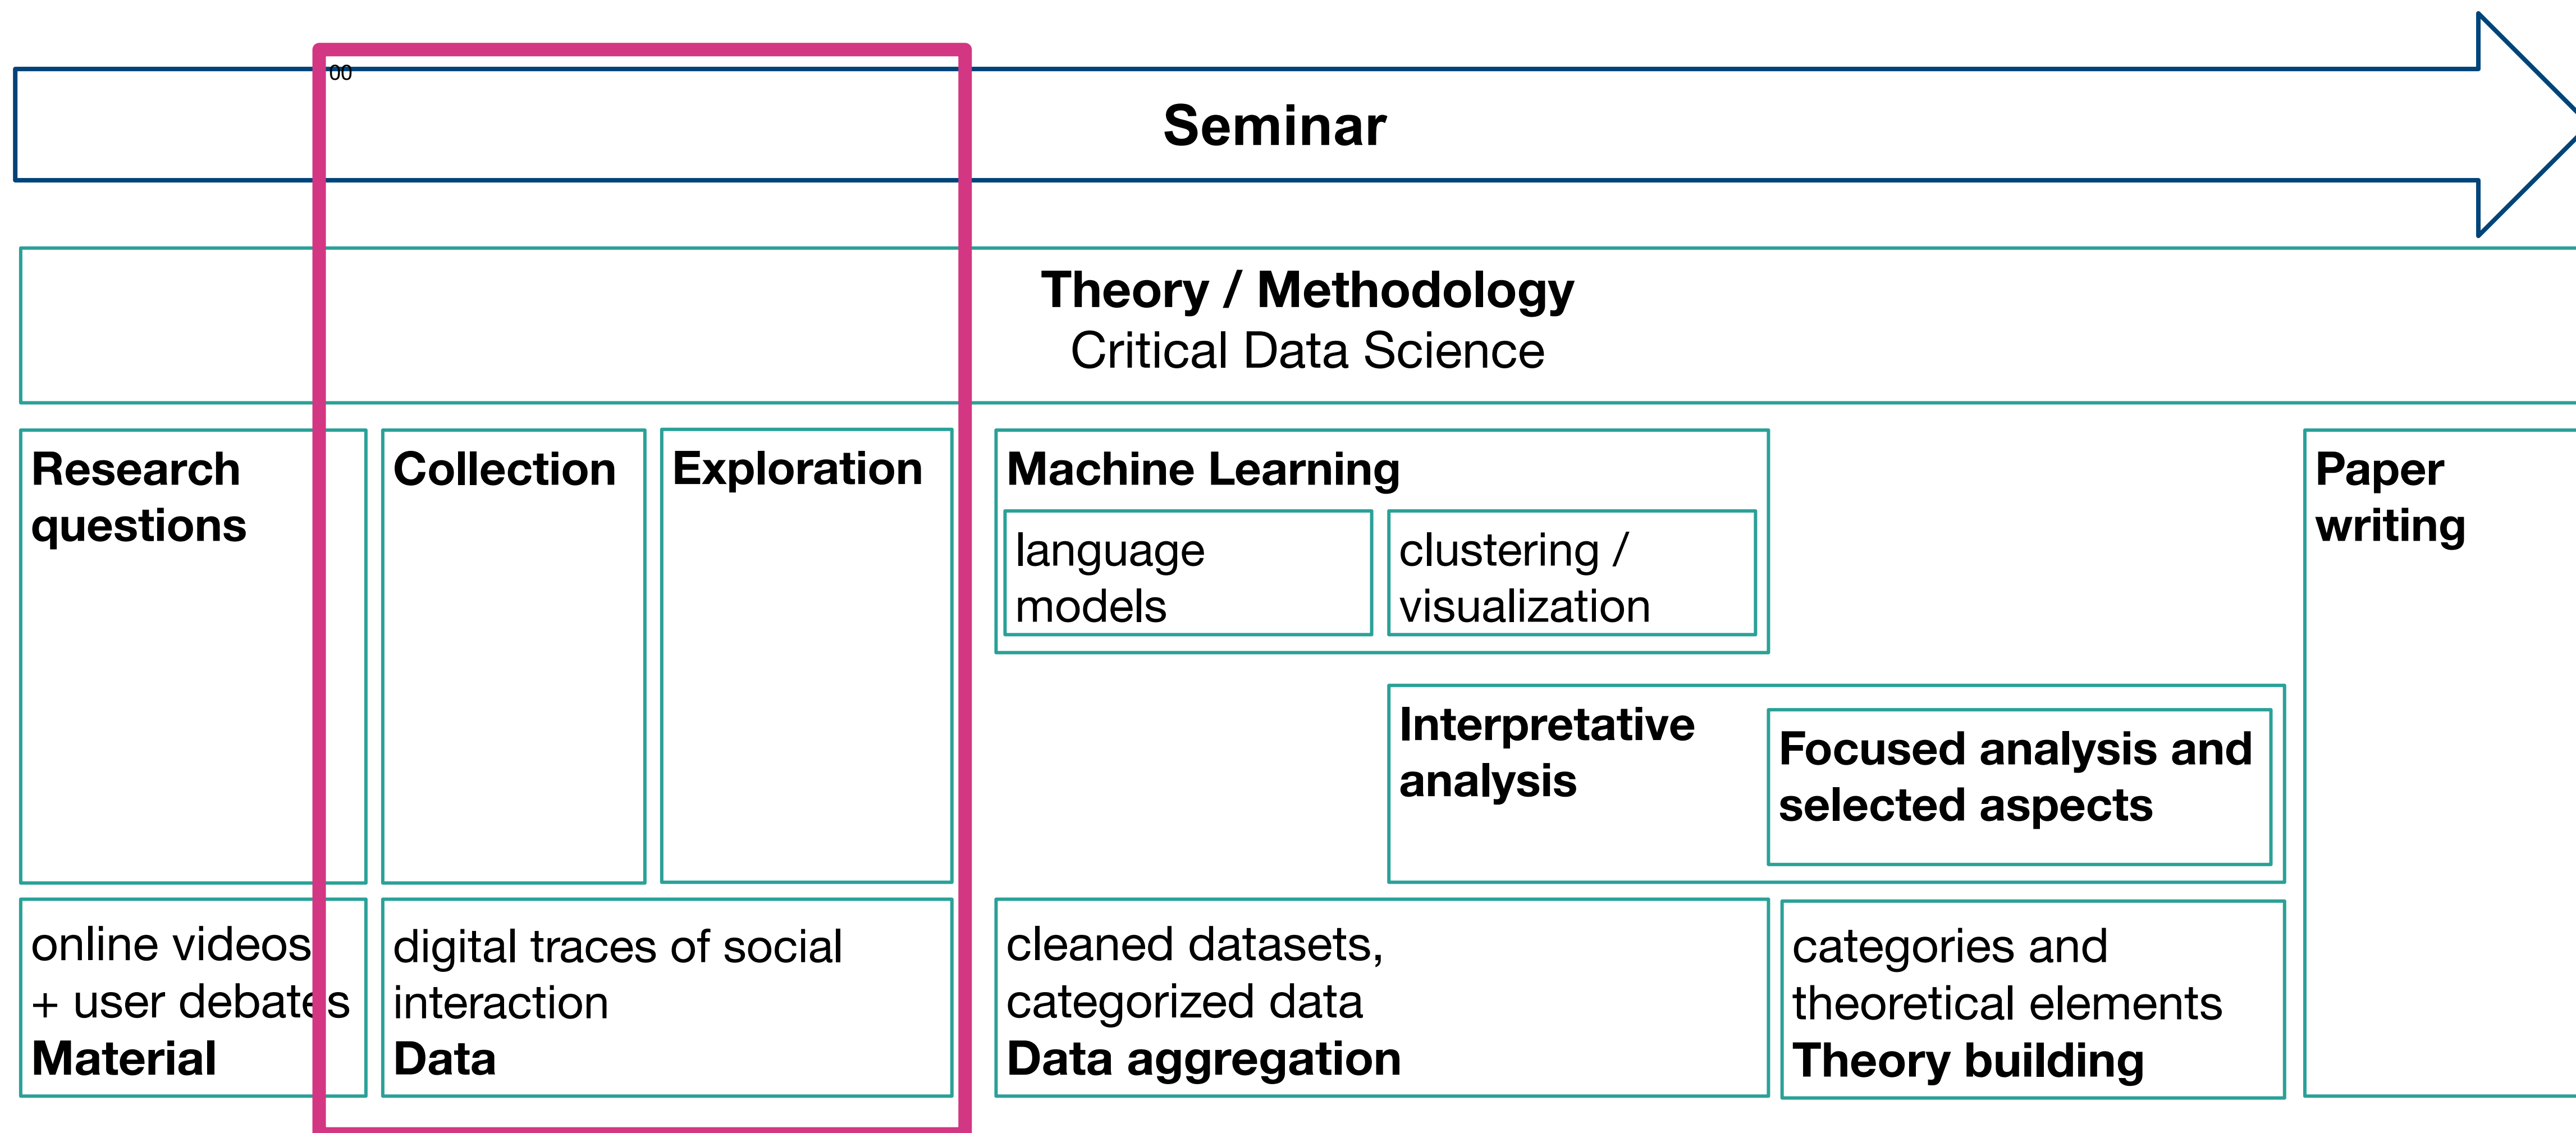 00
Seminar
Theory / Methodology
Critical Data Science
Research
questions
Collection
Exploration
Machine Learning
language
models
clustering /
visualization
Interpretative
analysis
Focused analysis and
selected aspects
Paper
writing
online videos
+ user debates
Material
digital traces of social
interaction
Data
cleaned datasets,
categorized data
Data aggregation
categories and
theoretical elements
Theory building